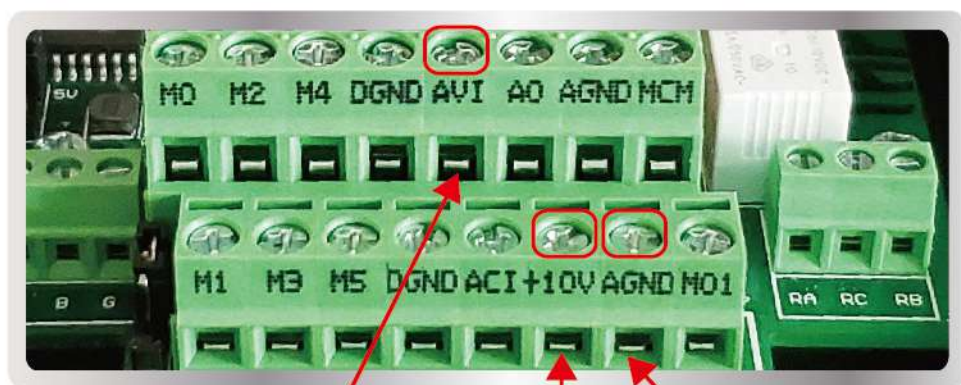 5V
M0 M2 M4 DGND AVI AO AGND MCM
M1 M3 M5 DGND ACI +10V AGND MO1
B G
RA RC RB